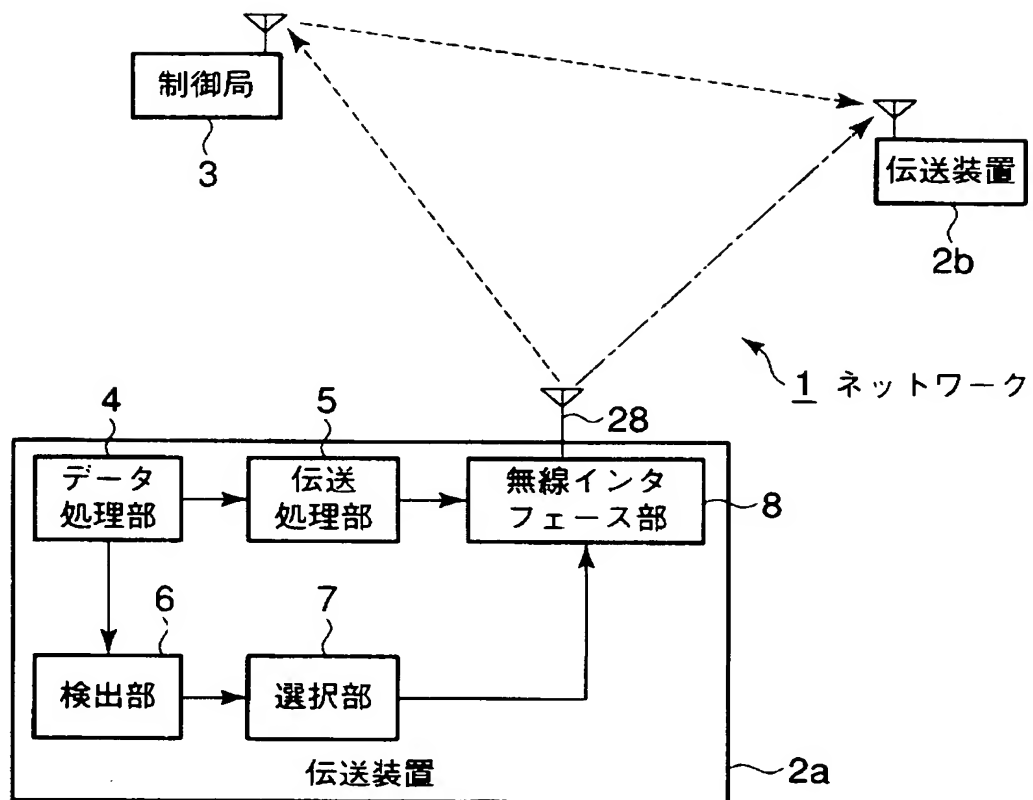 制御局
3
伝送装置
2b
1 ネットワーク
28
4
データ
処理部
5
伝送
処理部
無線インタ
フェース部
8
6
検出部
7
選択部
伝送装置
2a